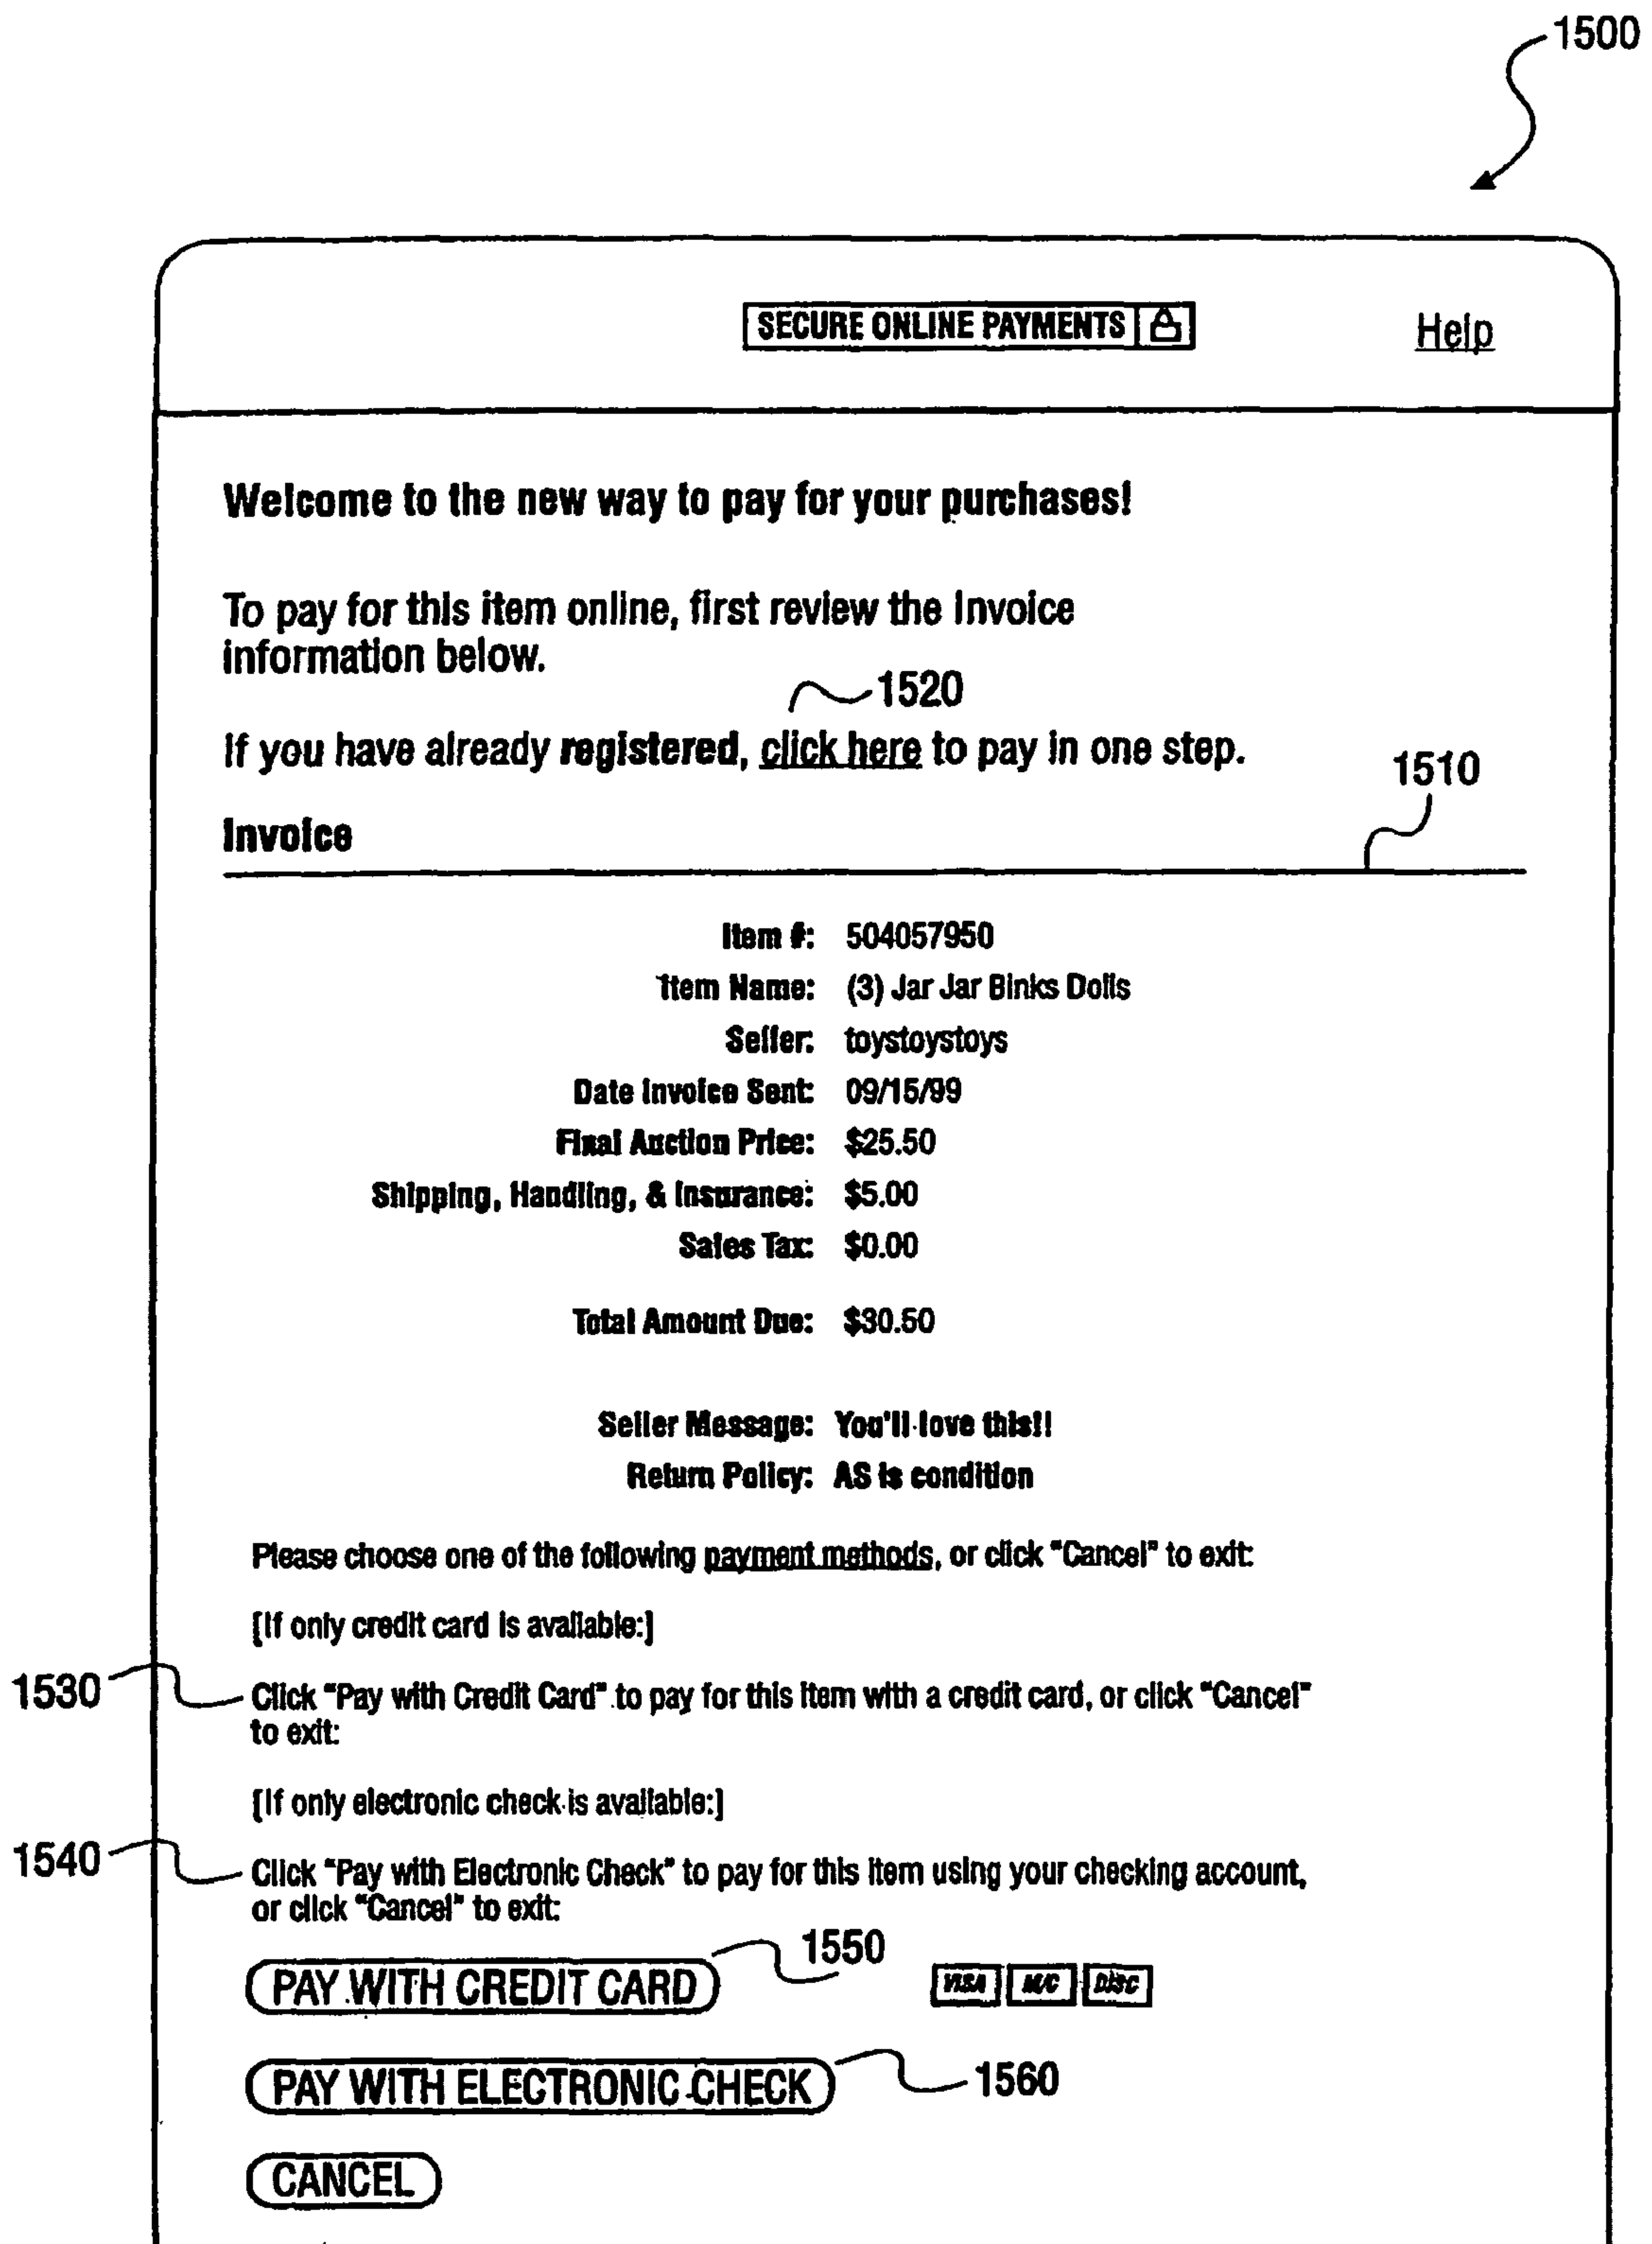 1500
SECURE ONLINE PAYMENTS
Help
Welcome to the new way to pay for your purchases!
To pay for this item online, first review the Invoice
information below.
1520
If you have already registered, click here to pay in one step.
1510
Invoice
Item #: 504057950
Item Name: (3) Jar Jar Binks Dolls
Seller: toystoystoys
Date Invoice Sent: 09/15/99
Final Auction Price: $25.50
Shipping, Handling, & Insurance: $5.00
Sales Tax: $0.00
Total Amount Due: $30.50
Seller Message: You'll love this!!
Return Policy: AS is condition
Please choose one of the following payment methods, or click "Cancel" to exit:
[If only credit card is available:]
1530
Click "Pay with Credit Card" to pay for this item with a credit card, or click "Cancel"
to exit:
[If only electronic check is available:]
1540
Click "Pay with Electronic Check" to pay for this item using your checking account,
or click "Cancel" to exit:
1550
PAY WITH CREDIT CARD
VISA M/C DISC
PAY WITH ELECTRONIC CHECK
1560
CANCEL